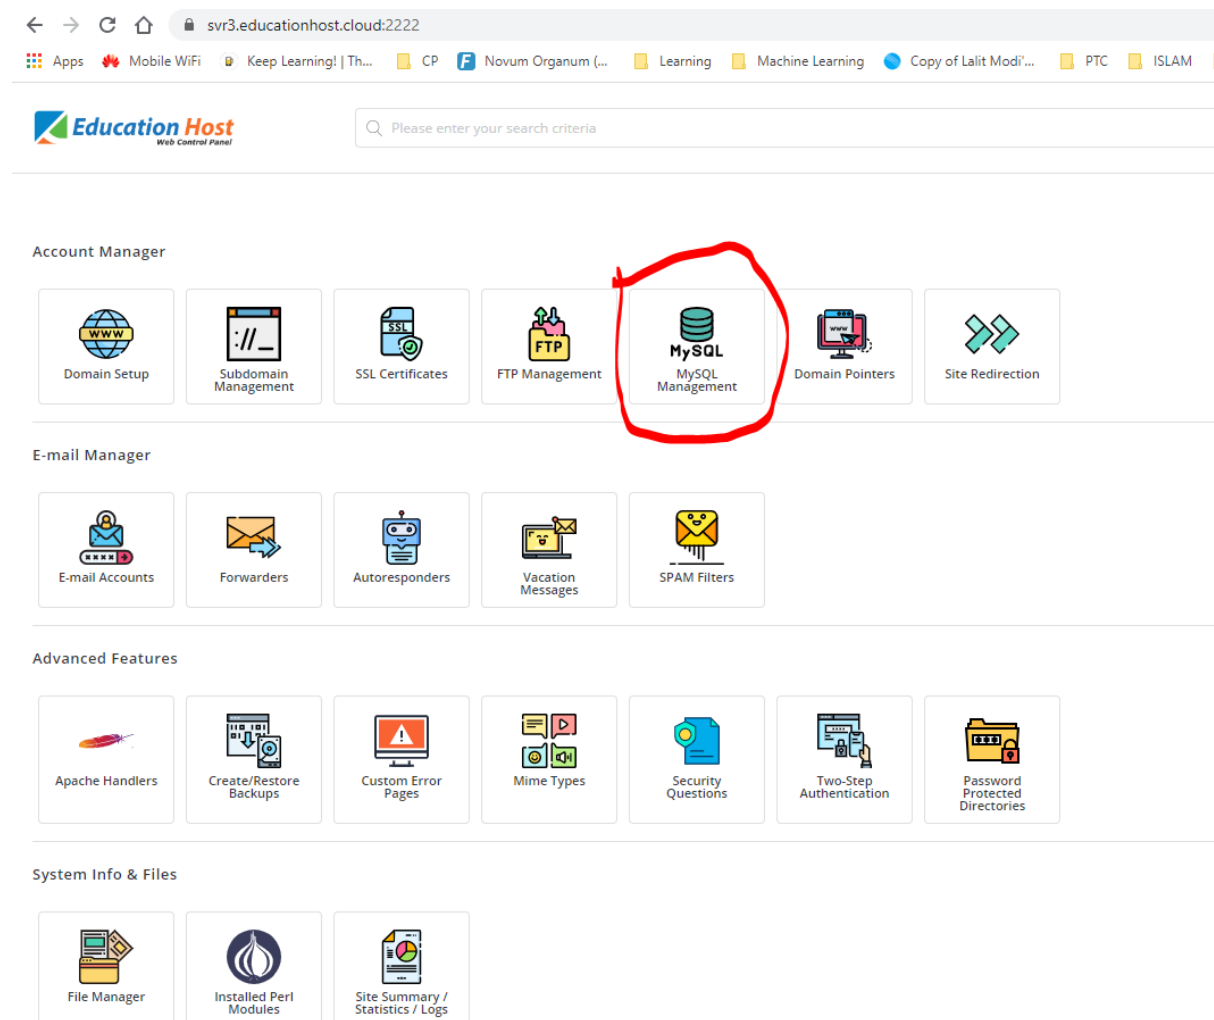 svr3.educationhost.cloud:2222
Apps Mobile WiFi Keep Learning! | Th... CP Novum Organum (... Learning Machine Learning Copy of Lalit Modi'... PTC ISLAM
Education Host
Web Control Panel
Please enter your search criteria
Account Manager
WWW
://_
SSL
FTP
MySQL
www
Domain Setup
Subdomain
Management
SSL Certificates
FTP Management
MySQL
Management
Domain Pointers
Site Redirection
E-mail Manager
E-mail Accounts
Forwarders
Autoresponders
Vacation
Messages
SPAM Filters
Advanced Features
Apache Handlers
Create/Restore
Backups
Custom Error
Pages
Mime Types
Security
Questions
Two-Step
Authentication
Password
Protected
Directories
System Info & Files
File Manager
Installed Perl
Modules
Site Summary /
Statistics / Logs